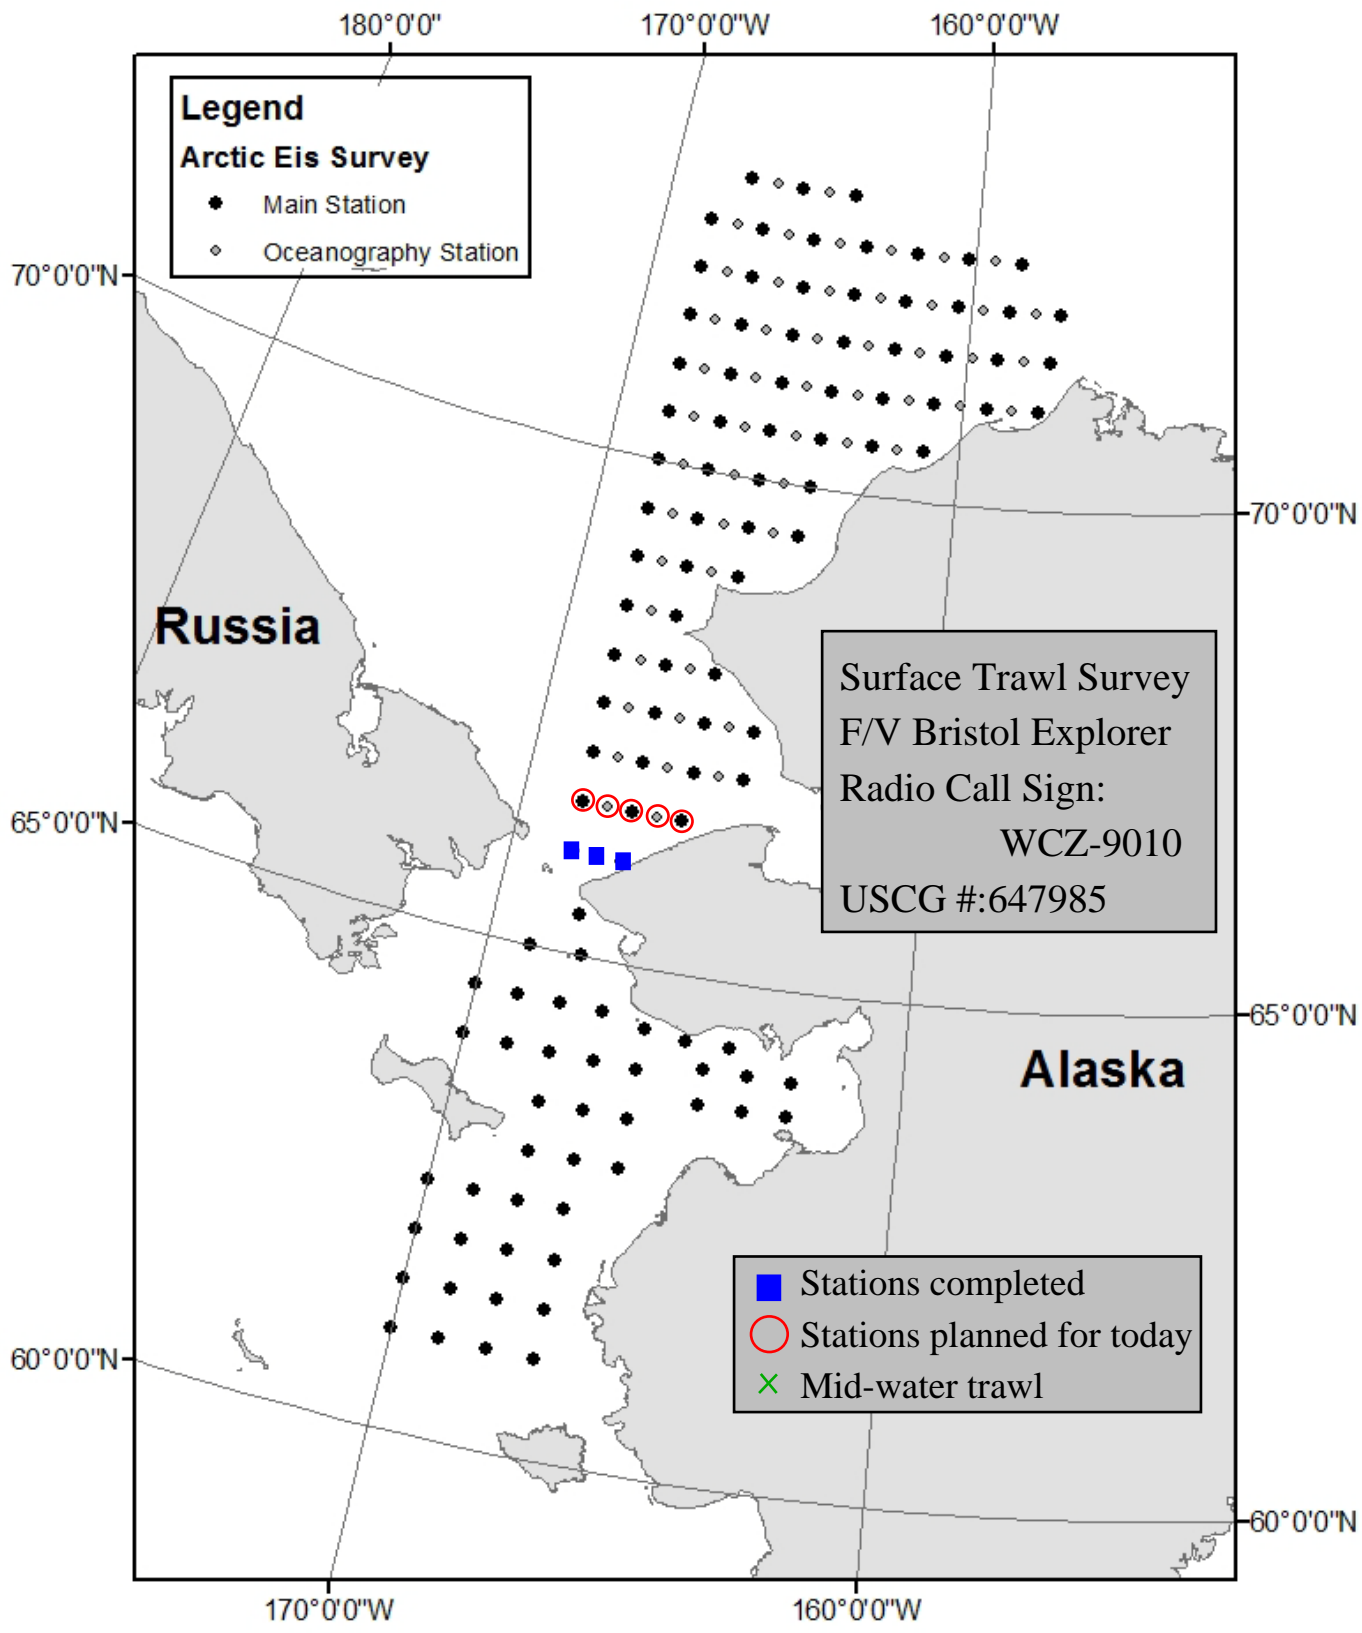 180°0'0"
170°0'0"W
160°0'0"W
Legend
Arctic Eis Survey
Main Station
Oceanography Station
70°0'0"N
70°0'0"N
Russia
Surface Trawl Survey
F/V Bristol Explorer
Radio Call Sign:
WCZ-9010
USCG #:647985
65°0'0"N
65°0'0"N
Alaska
Stations completed
Stations planned for today
Mid-water trawl
60°0'0"N
60°0'0"N
170°0'0"W
160°0'0"W